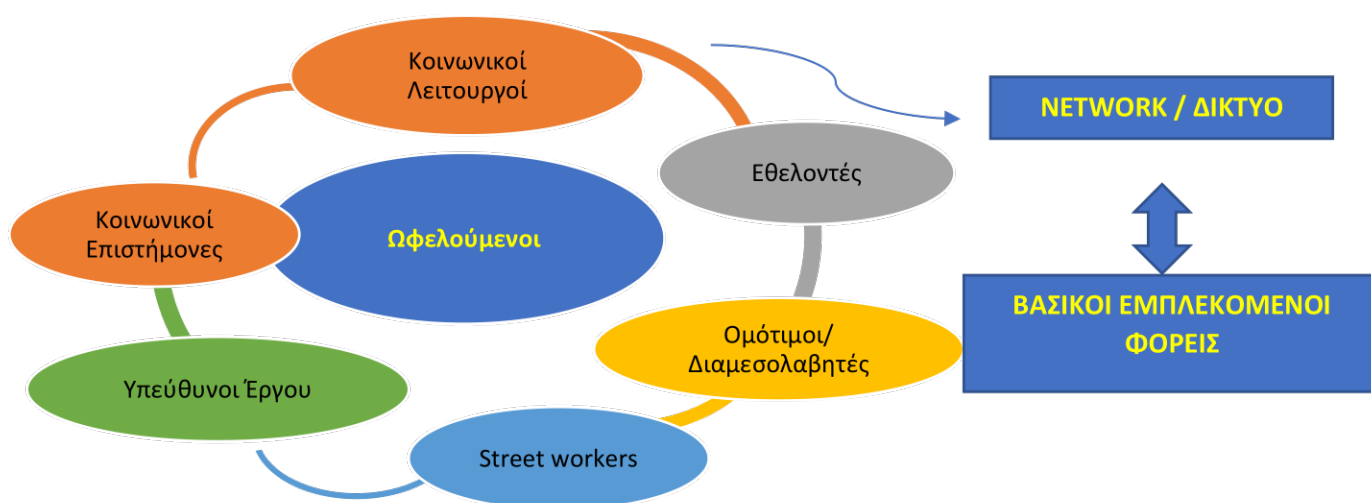 Κοινωνικοί
Λειτουργοί
NETWORK / ΔΙΚΤΥΟ
Εθελοντές
Κοινωνικοί
Επιστήμονες
Ωφελούμενοι
ΒΑΣΙΚΟΙ ΕΜΠΛΕΚΟΜΕΝΟΙ
ΦΟΡΕΙΣ
Ομότιμοι/
Διαμεσολαβητές
Υπεύθυνοι Έργου
Street workers